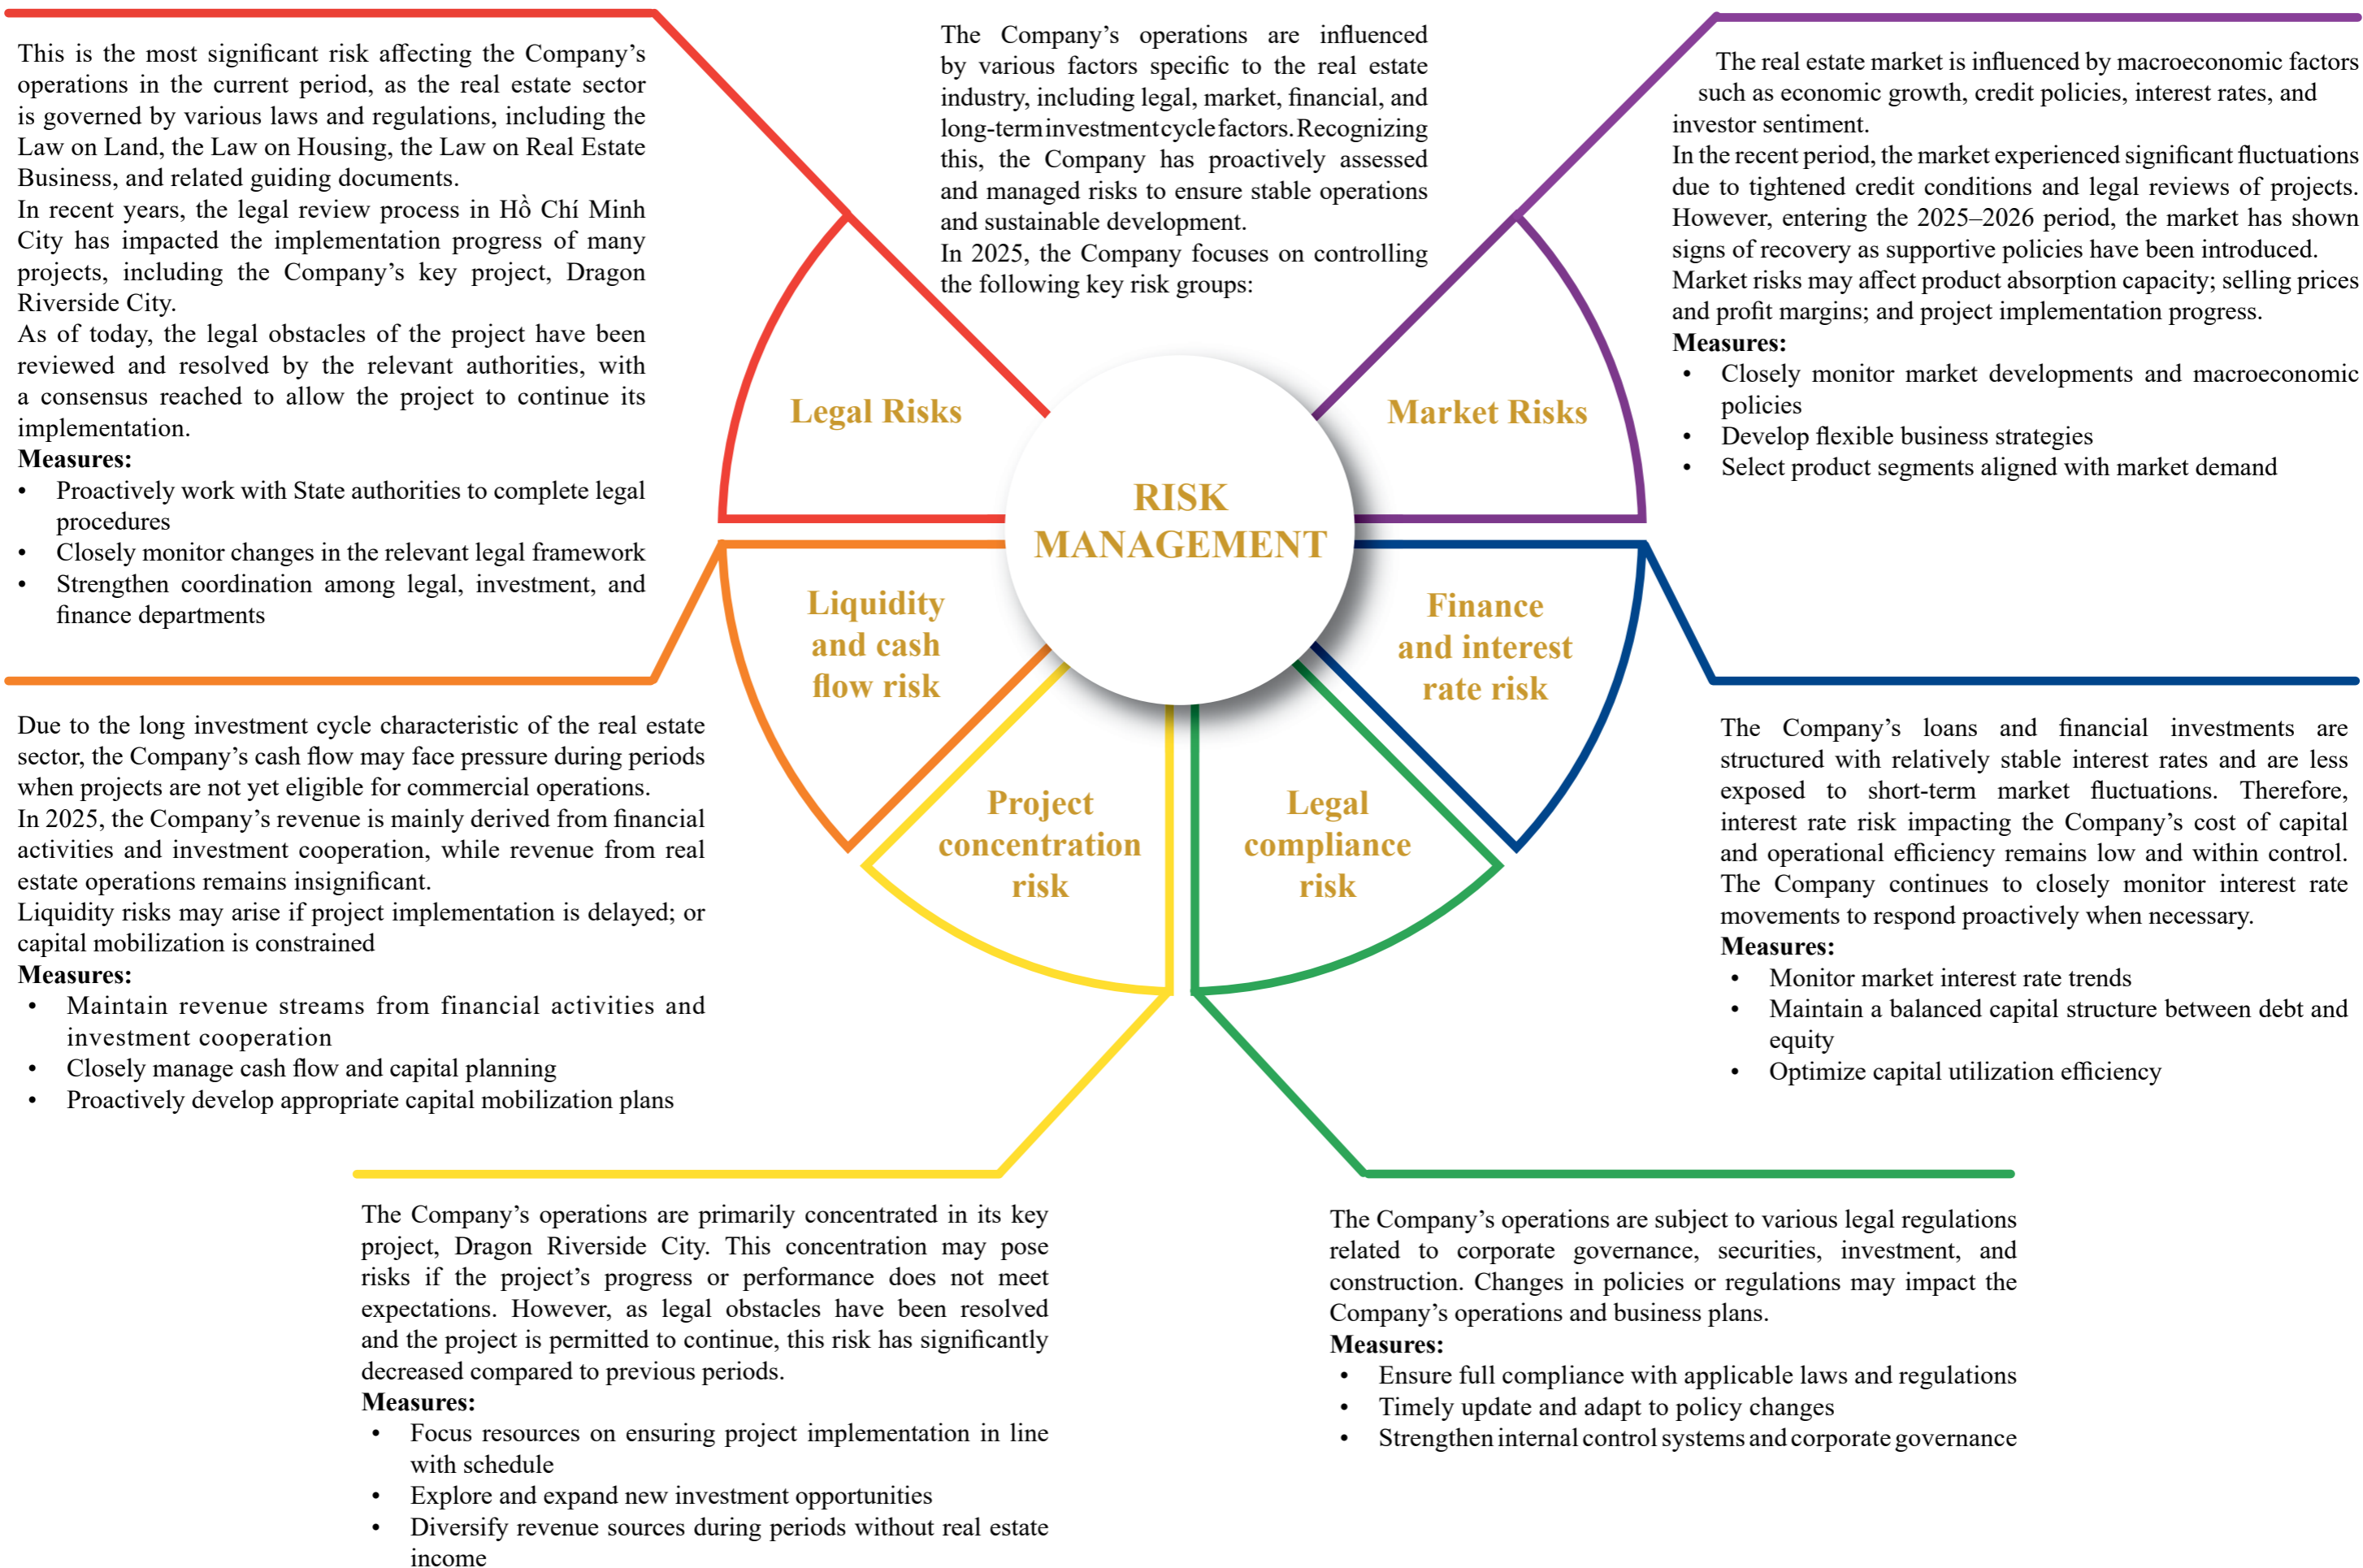 The Company's operations are influenced
by various factors specific to the real estate
industry, including legal, market, financial, and
long-term investment cycle factors. Recognizing
this, the Company has proactively assessed
and managed risks to ensure stable operations
and sustainable development.
In 2025, the Company focuses on controlling
the following key risk groups:
RISK
MANAGEMENT
Legal Risks
This is the most significant risk affecting the Company's
operations in the current period, as the real estate sector
is governed by various laws and regulations, including the
Law on Land, the Law on Housing, the Law on Real Estate
Business, and related guiding documents.
In recent years, the legal review process in Hồ Chí Minh
City has impacted the implementation progress of many
projects, including the Company's key project, Dragon
Riverside City.
As of today, the legal obstacles of the project have been
reviewed and resolved by the relevant authorities, with
a consensus reached to allow the project to continue its
implementation.
Measures:
• Proactively work with State authorities to complete legal
procedures
• Closely monitor changes in the relevant legal framework
• Strengthen coordination among legal, investment, and
finance departments
Market Risks
The real estate market is influenced by macroeconomic factors
such as economic growth, credit policies, interest rates, and
investor sentiment.
In the recent period, the market experienced significant fluctuations
due to tightened credit conditions and legal reviews of projects.
However, entering the 2025–2026 period, the market has shown
signs of recovery as supportive policies have been introduced.
Market risks may affect product absorption capacity; selling prices
and profit margins; and project implementation progress.
Measures:
• Closely monitor market developments and macroeconomic
policies
• Develop flexible business strategies
• Select product segments aligned with market demand
Liquidity
and cash
flow risk
Due to the long investment cycle characteristic of the real estate
sector, the Company's cash flow may face pressure during periods
when projects are not yet eligible for commercial operations.
In 2025, the Company's revenue is mainly derived from financial
activities and investment cooperation, while revenue from real
estate operations remains insignificant.
Liquidity risks may arise if project implementation is delayed; or
capital mobilization is constrained
Measures:
• Maintain revenue streams from financial activities and
investment cooperation
• Closely manage cash flow and capital planning
• Proactively develop appropriate capital mobilization plans
Finance
and interest
rate risk
The Company's loans and financial investments are
structured with relatively stable interest rates and are less
exposed to short-term market fluctuations. Therefore,
interest rate risk impacting the Company's cost of capital
and operational efficiency remains low and within control.
The Company continues to closely monitor interest rate
movements to respond proactively when necessary.
Measures:
• Monitor market interest rate trends
• Maintain a balanced capital structure between debt and
equity
• Optimize capital utilization efficiency
Project
concentration
risk
The Company's operations are primarily concentrated in its key
project, Dragon Riverside City. This concentration may pose
risks if the project's progress or performance does not meet
expectations. However, as legal obstacles have been resolved
and the project is permitted to continue, this risk has significantly
decreased compared to previous periods.
Measures:
• Focus resources on ensuring project implementation in line
with schedule
• Explore and expand new investment opportunities
• Diversify revenue sources during periods without real estate
income
Legal
compliance
risk
The Company's operations are subject to various legal regulations
related to corporate governance, securities, investment, and
construction. Changes in policies or regulations may impact the
Company's operations and business plans.
Measures:
• Ensure full compliance with applicable laws and regulations
• Timely update and adapt to policy changes
• Strengthen internal control systems and corporate governance